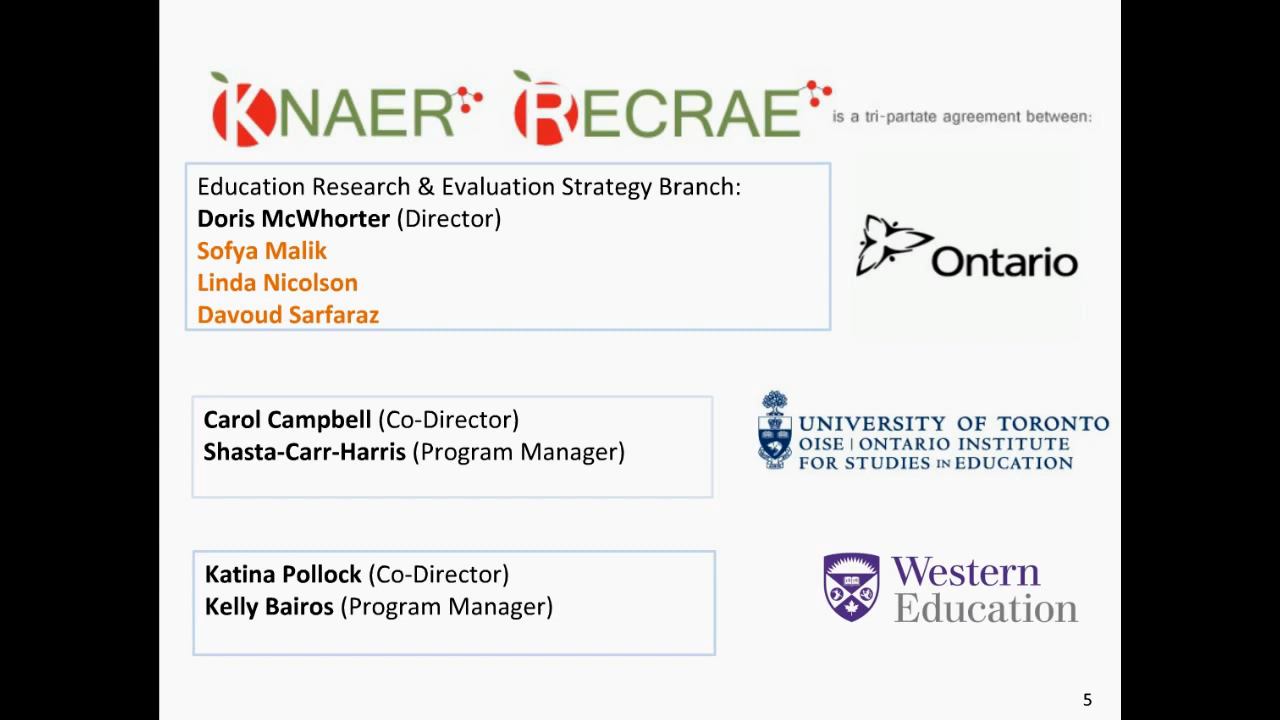 KNAER RECRAE is a tri-partate agreement between:
Education Research & Evaluation Strategy Branch:
Doris McWhorter (Director)
Sofya Malik
Linda Nicolson
Davoud Sarfaraz
Ontario
Carol Campbell (Co-Director)
Shasta-Carr-Harris (Program Manager)
UNIVERSITY OF TORONTO
OISE | ONTARIO INSTITUTE
FOR STUDIES IN EDUCATION
Katina Pollock (Co-Director)
Kelly Bairos (Program Manager)
Western
Education
5